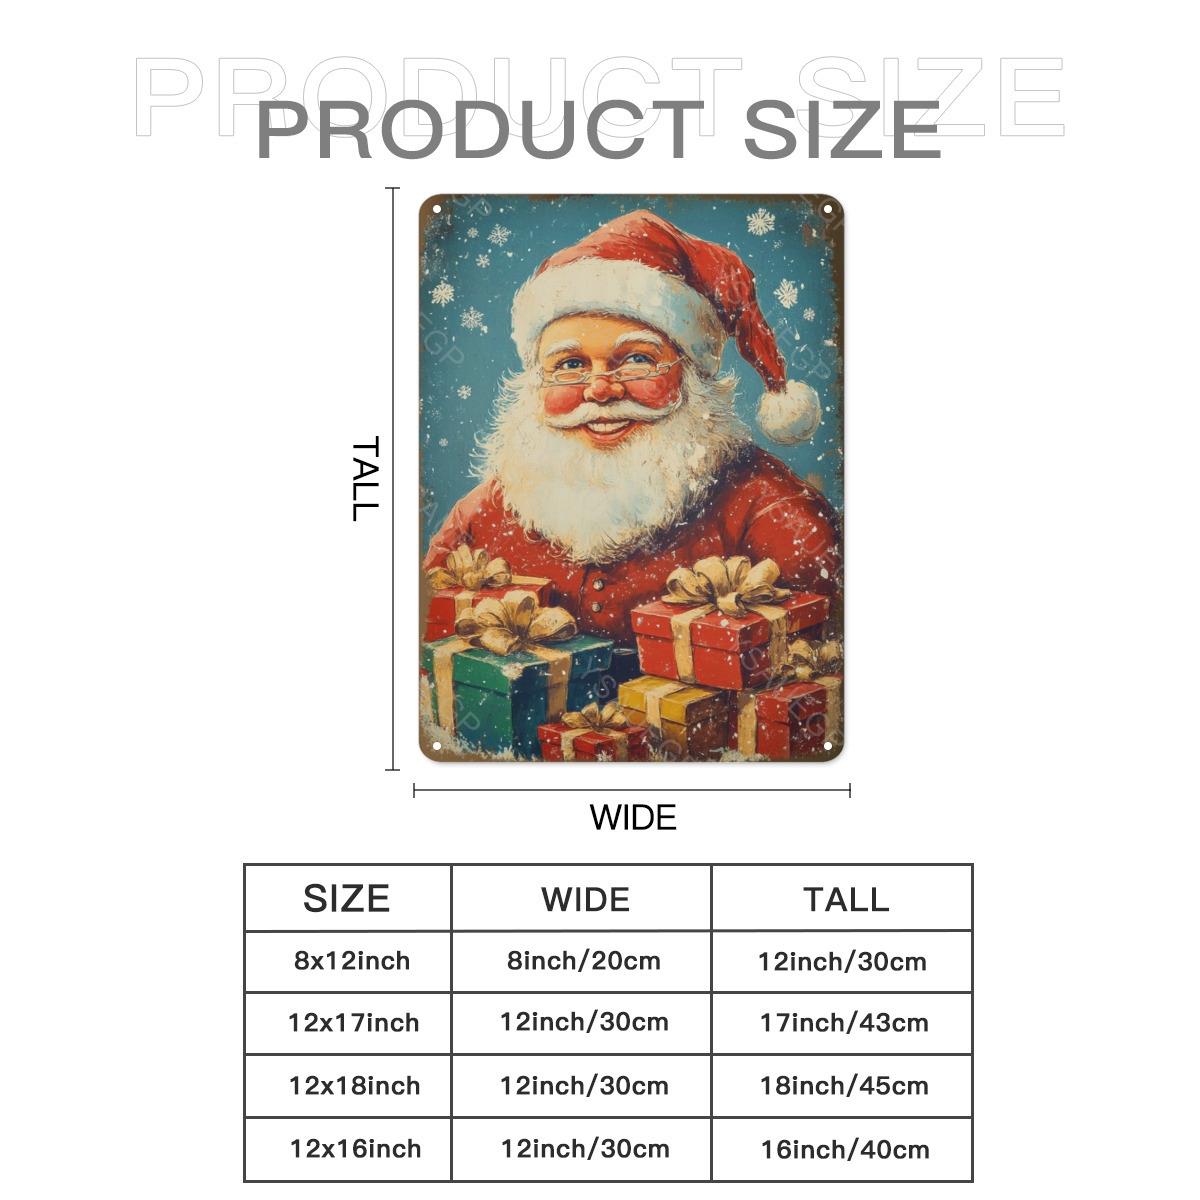 PRODUCT SIZE
PRODUCT SIZE
TALL
WIDE
SIZE WIDE TALL
8x12inch 8inch/20cm 12inch/30cm
12x17inch 12inch/30cm 17inch/43cm
12x18inch 12inch/30cm 18inch/45cm
12x16inch 12inch/30cm 16inch/40cm